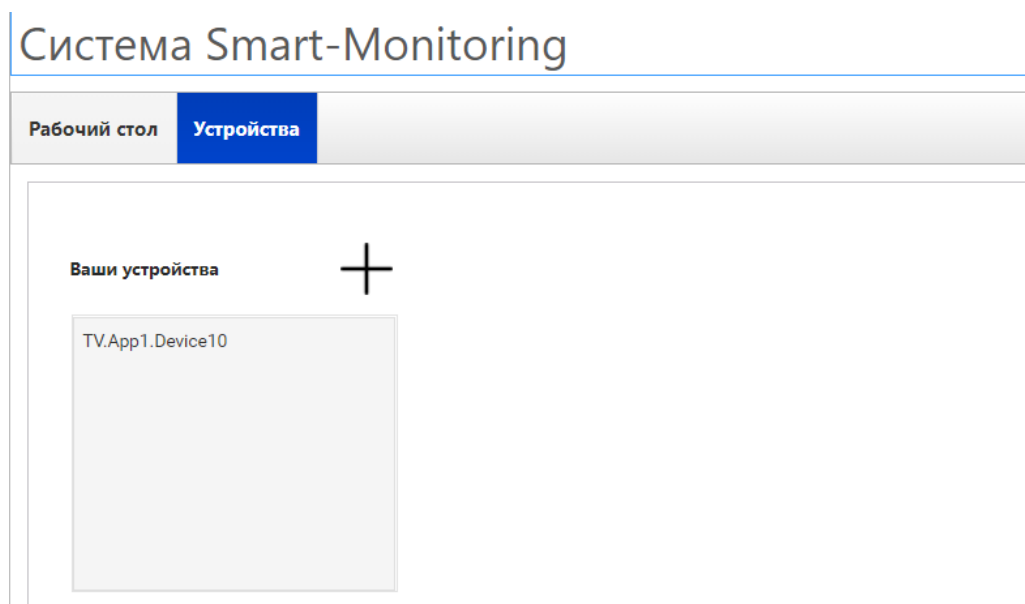 Система Smart-Monitoring
Рабочий стол Устройства
Ваши устройства
TV.App1.Device10